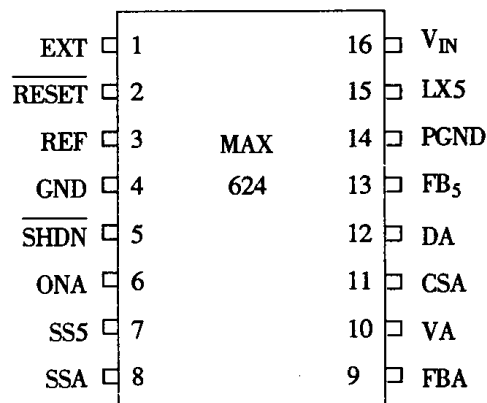 EXT 1 16 V_IN
RESET 2 15 LX5
REF 3 MAX 14 PGND
GND 4 624 13 FB₅
SHDN 5 12 DA
ONA 6 11 CSA
SS5 7 10 VA
SSA 8 9 FBA